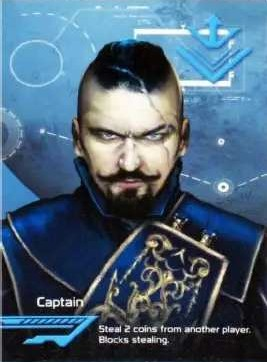 Captain
Steal 2 coins from another player.
Blocks stealing.